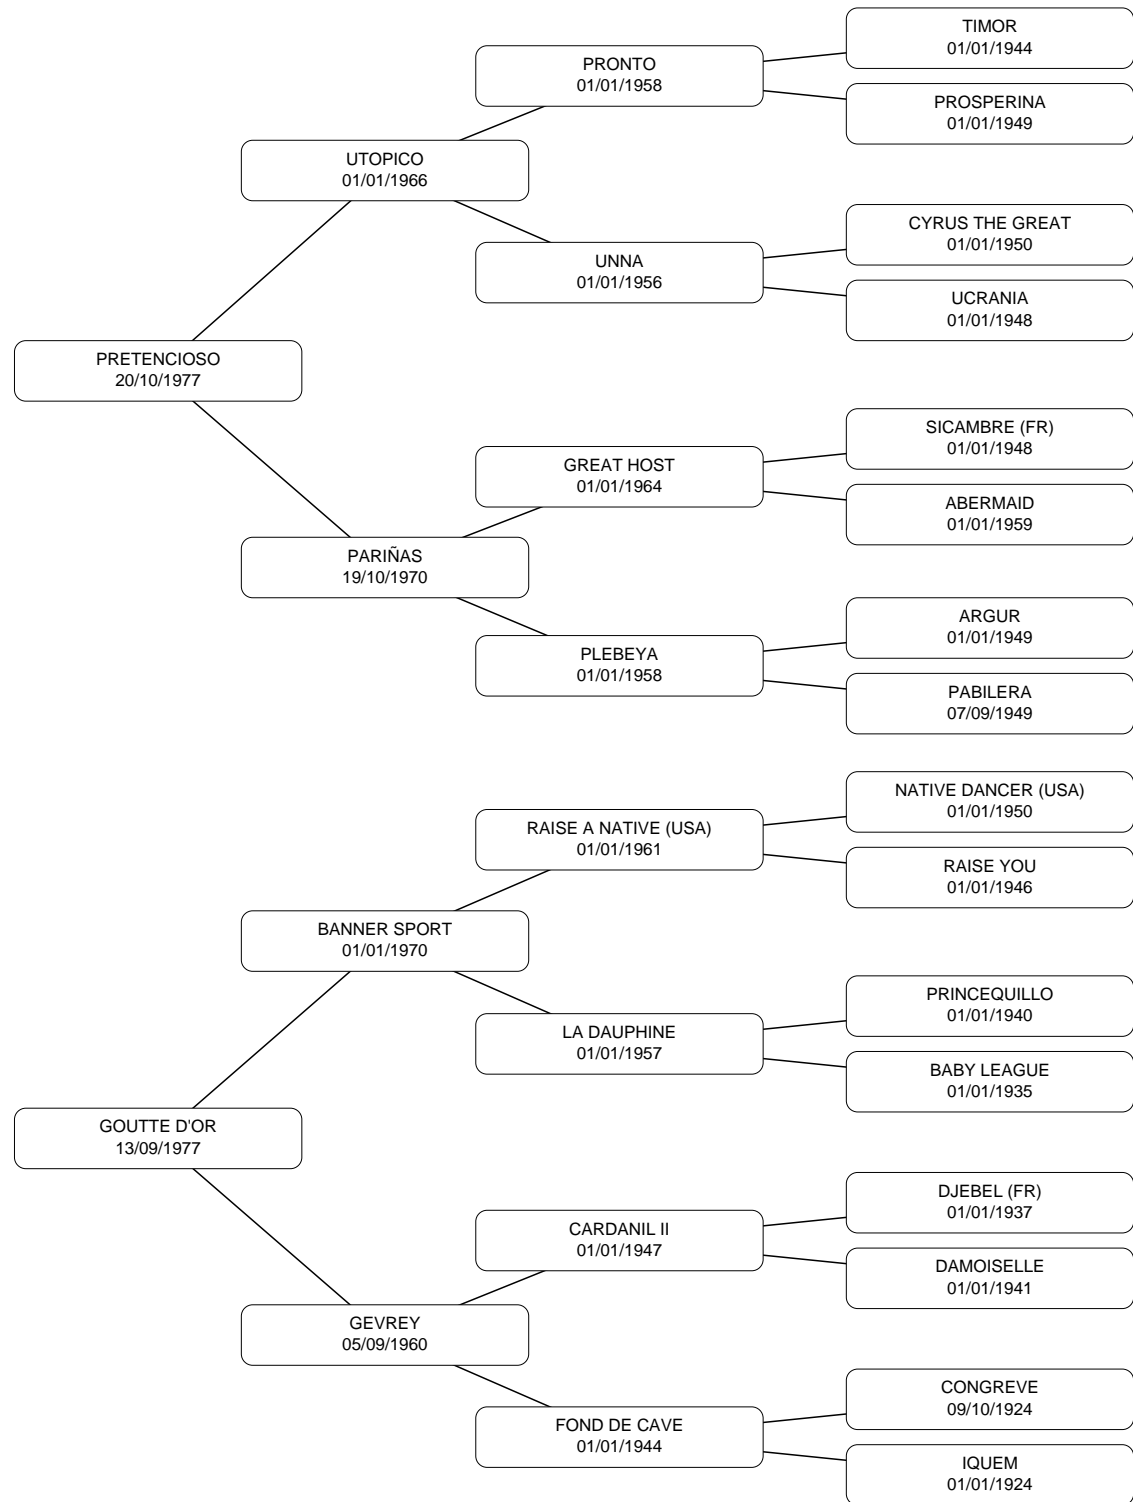 TIMOR
01/01/1944
PRONTO
01/01/1958
PROSPERINA
01/01/1949
UTOPICO
01/01/1966
CYRUS THE GREAT
01/01/1950
UNNA
01/01/1956
UCRANIA
01/01/1948
PRETENCIOSO
20/10/1977
SICAMBRE (FR)
01/01/1948
GREAT HOST
01/01/1964
ABERMAID
01/01/1959
PARIÑAS
19/10/1970
ARGUR
01/01/1949
PLEBEYA
01/01/1958
PABILERA
07/09/1949
NATIVE DANCER (USA)
01/01/1950
RAISE A NATIVE (USA)
01/01/1961
RAISE YOU
01/01/1946
BANNER SPORT
01/01/1970
PRINCEQUILLO
01/01/1940
LA DAUPHINE
01/01/1957
BABY LEAGUE
01/01/1935
GOUTTE D'OR
13/09/1977
DJEBEL (FR)
01/01/1937
CARDANIL II
01/01/1947
DAMOISELLE
01/01/1941
GEVREY
05/09/1960
CONGREVE
09/10/1924
FOND DE CAVE
01/01/1944
IQUEM
01/01/1924